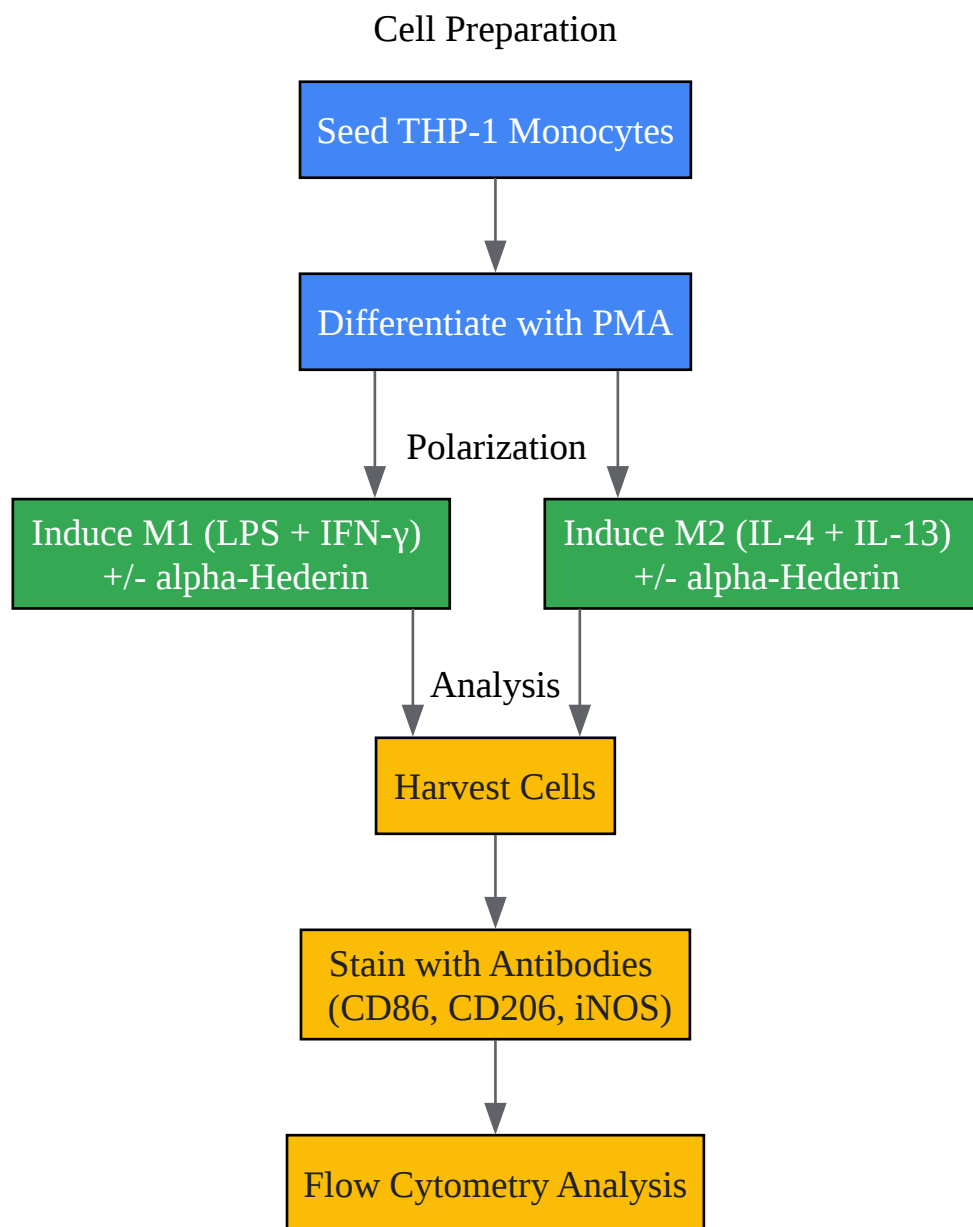 Cell Preparation
Seed THP-1 Monocytes
Differentiate with PMA
Polarization
Induce M1 (LPS + IFN-γ)
+/- alpha-Hederin
Induce M2 (IL-4 + IL-13)
+/- alpha-Hederin
Analysis
Harvest Cells
Stain with Antibodies
(CD86, CD206, iNOS)
Flow Cytometry Analysis